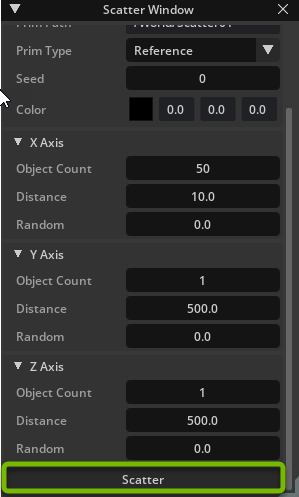 Scatter Window
Prim Type Reference
Seed 0
Color 0.0 0.0 0.0
X Axis
Object Count 50
Distance 10.0
Random 0.0
Y Axis
Object Count 1
Distance 500.0
Random 0.0
Z Axis
Object Count 1
Distance 500.0
Random 0.0
Scatter